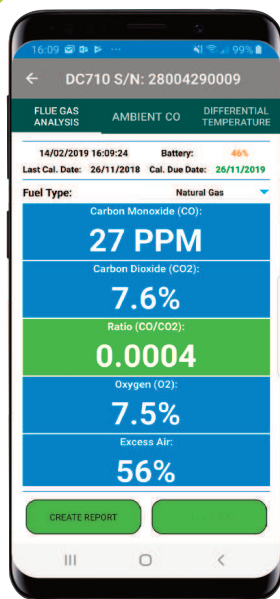 16:09 99%
DC710 S/N: 28004290009
FLUE GAS ANALYSIS AMBIENT CO DIFFERENTIAL TEMPERATURE
14/02/2019 16:09:24 Battery: 46%
Last Cal. Date: 26/11/2018 Cal. Due Date: 26/11/2019
Fuel Type: Natural Gas
Carbon Monoxide (CO):
27 PPM
Carbon Dioxide (CO2):
7.6%
Ratio (CO/CO2):
0.0004
Oxygen (O2):
7.5%
Excess Air:
56%
CREATE REPORT